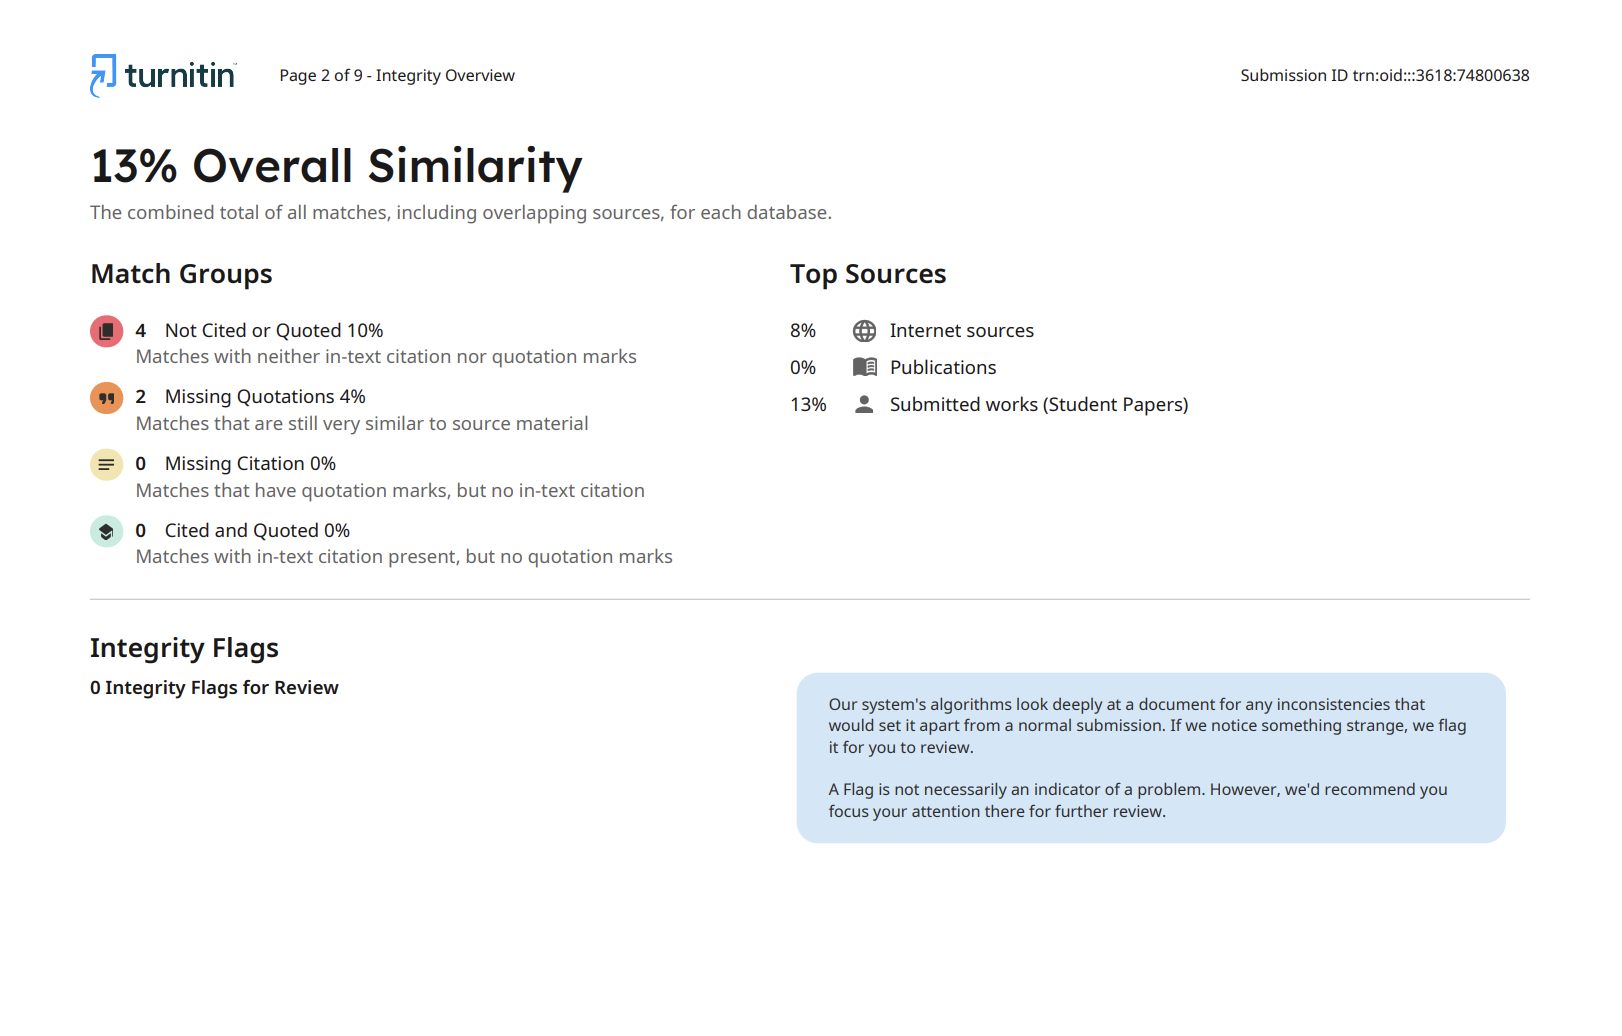 turnitin
Page 2 of 9 - Integrity Overview
Submission ID trn:oid:::3618:74800638
13% Overall Similarity
The combined total of all matches, including overlapping sources, for each database.
Match Groups
4 Not Cited or Quoted 10%
Matches with neither in-text citation nor quotation marks
2 Missing Quotations 4%
Matches that are still very similar to source material
0 Missing Citation 0%
Matches that have quotation marks, but no in-text citation
0 Cited and Quoted 0%
Matches with in-text citation present, but no quotation marks
Top Sources
8% Internet sources
0% Publications
13% Submitted works (Student Papers)
Integrity Flags
0 Integrity Flags for Review
Our system's algorithms look deeply at a document for any inconsistencies that
would set it apart from a normal submission. If we notice something strange, we flag
it for you to review.
A Flag is not necessarily an indicator of a problem. However, we'd recommend you
focus your attention there for further review.